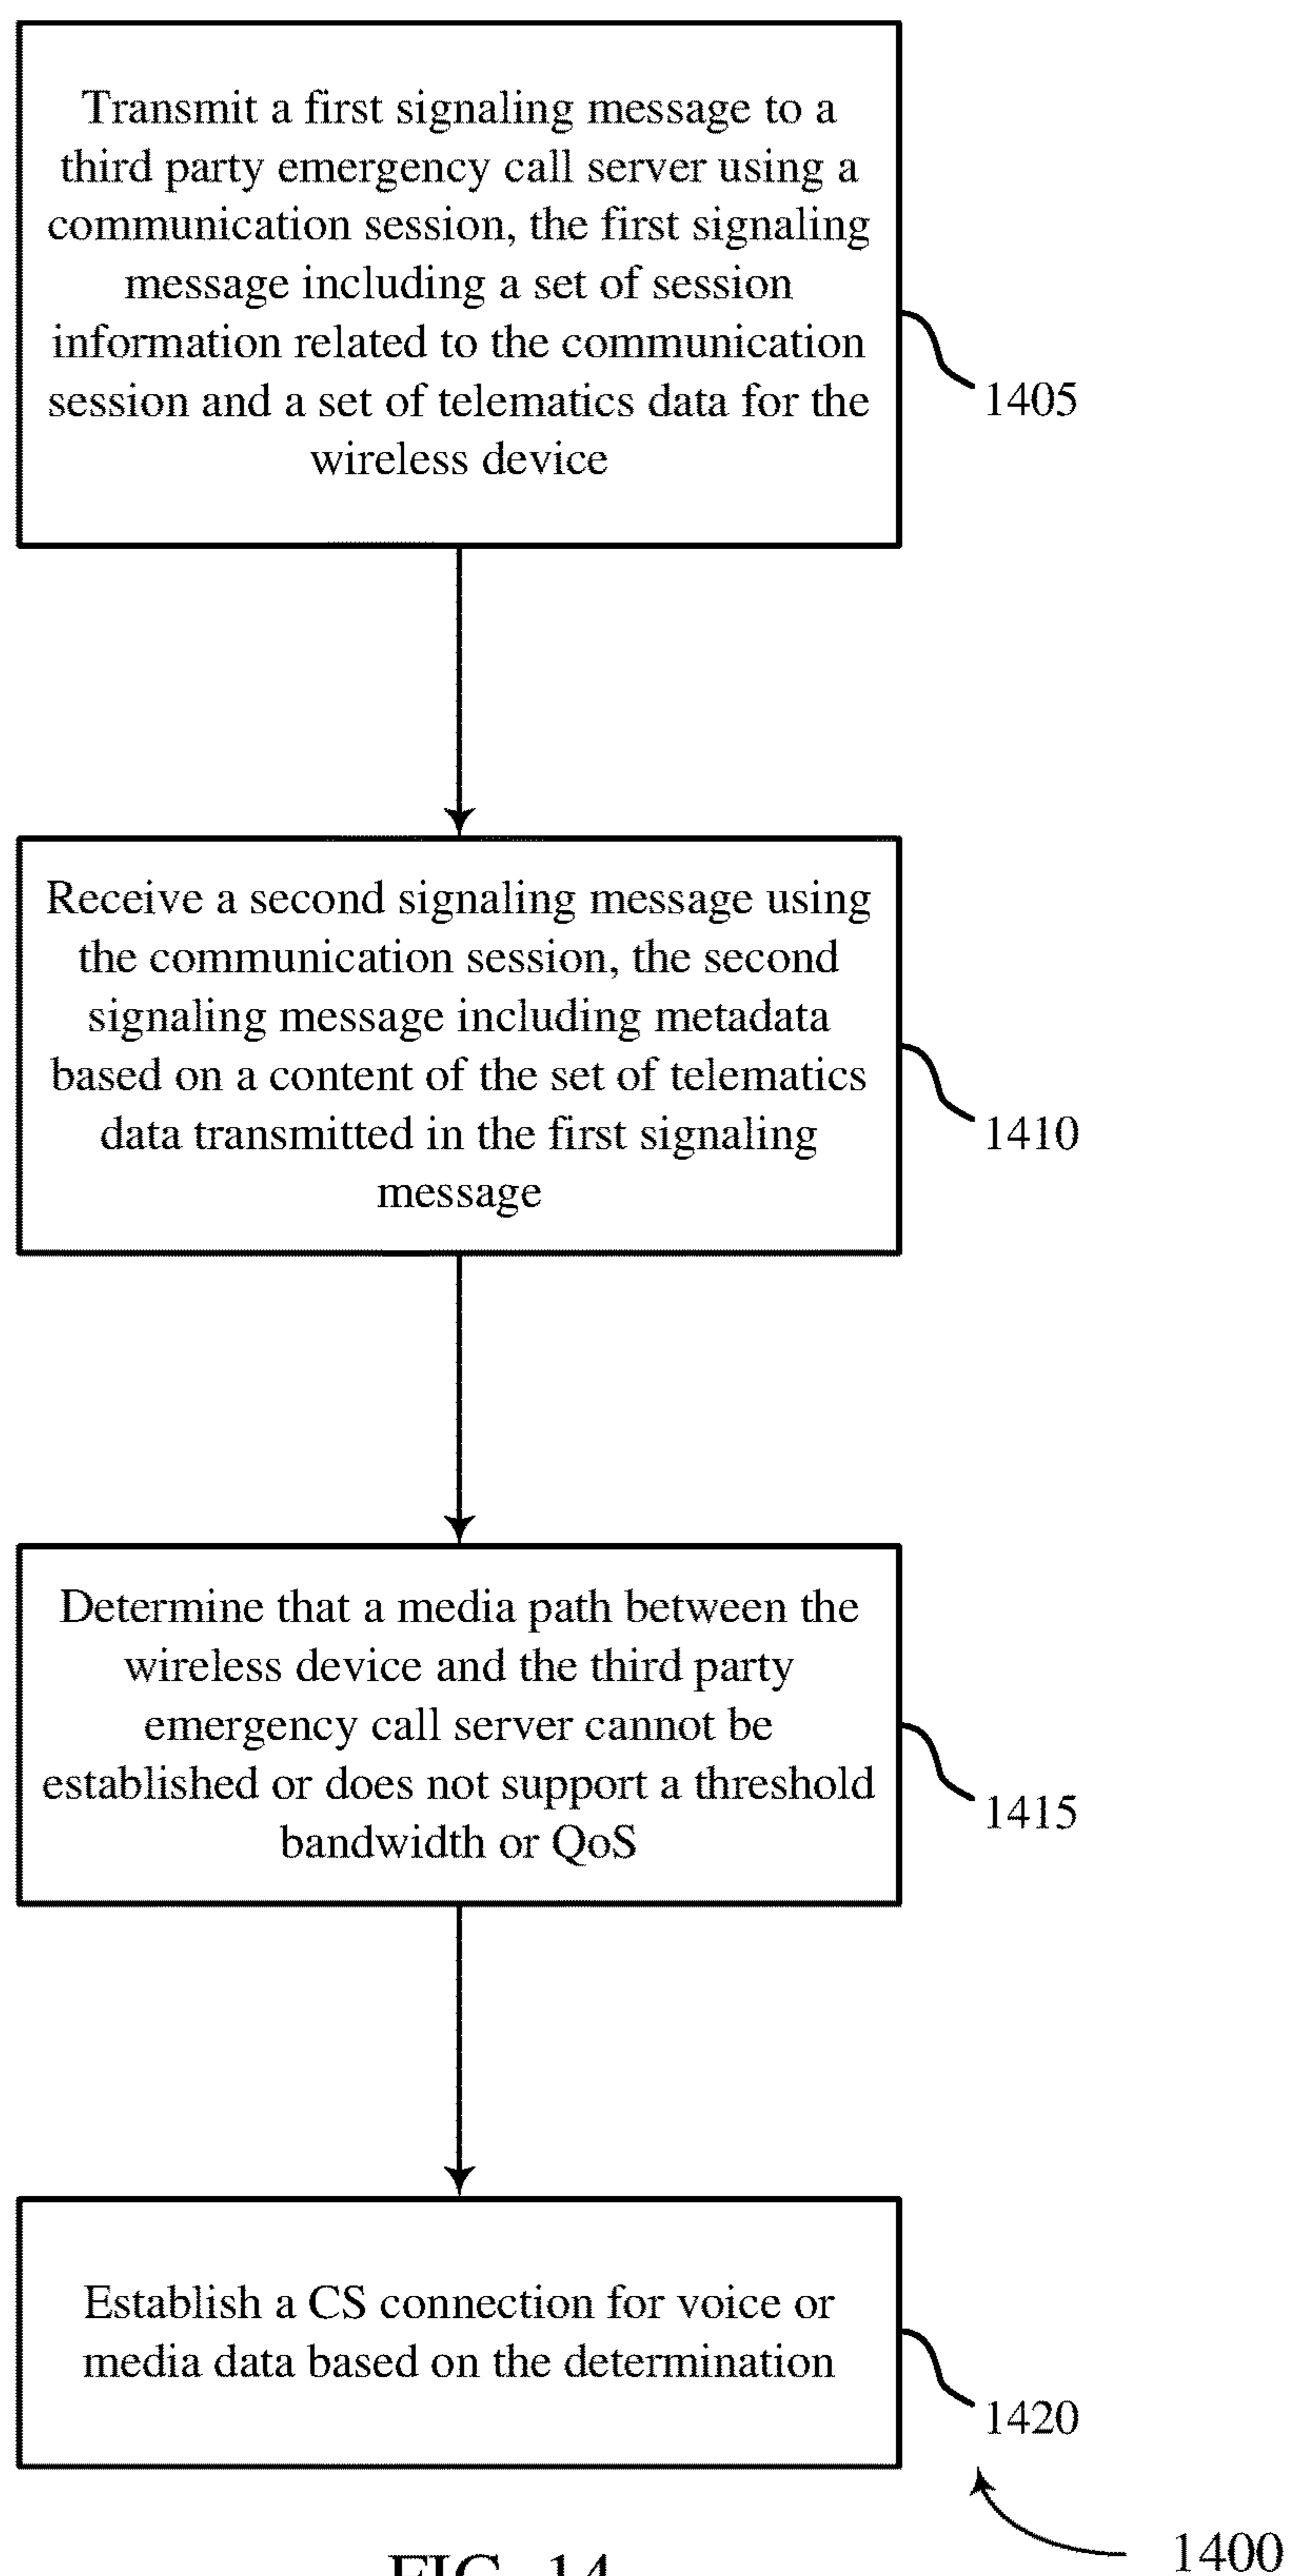 Transmit a first signaling message to a
third party emergency call server using a
communication session, the first signaling
message including a set of session
information related to the communication
session and a set of telematics data for the
wireless device
1405
Receive a second signaling message using
the communication session, the second
signaling message including metadata
based on a content of the set of telematics
data transmitted in the first signaling
message
1410
Determine that a media path between the
wireless device and the third party
emergency call server cannot be
established or does not support a threshold
bandwidth or QoS
1415
Establish a CS connection for voice or
media data based on the determination
1420
1400
FIG. 14